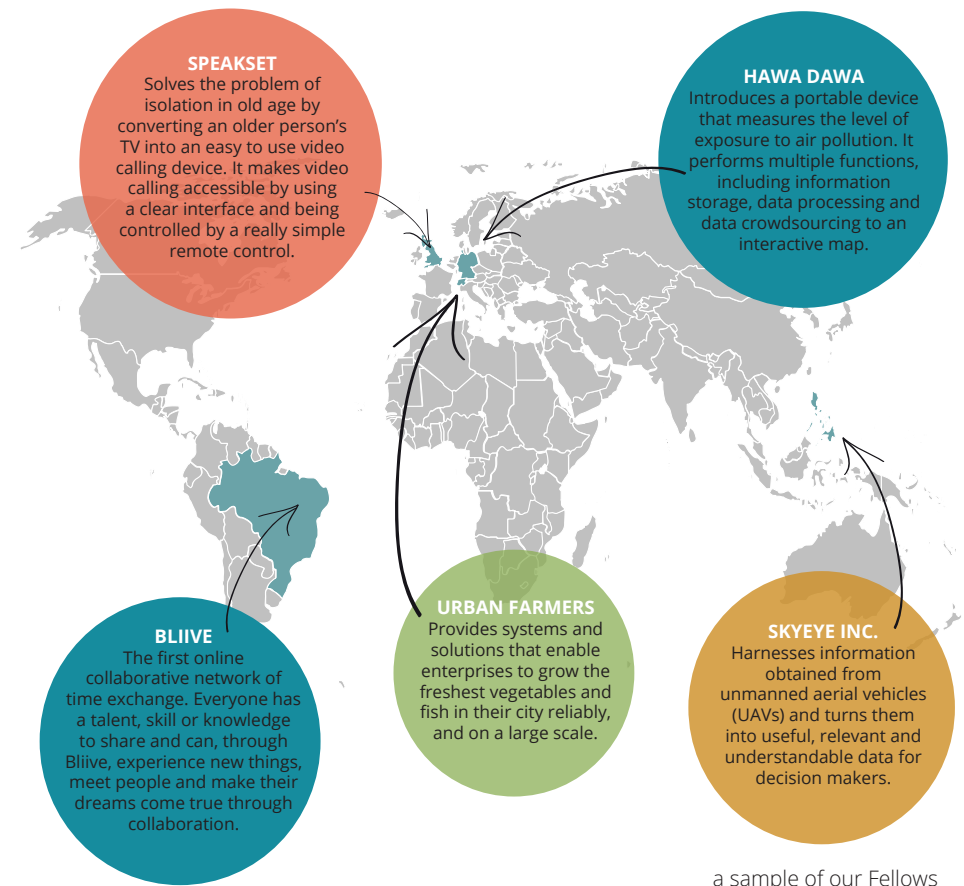 SPEAKSET
Solves the problem of
isolation in old age by
converting an older person’s
TV into an easy to use video
calling device. It makes video
calling accessible by using
a clear interface and being
controlled by a really simple
remote control.
HAWA DAWA
Introduces a portable device
that measures the level of
exposure to air pollution. It
performs multiple functions,
including information
storage, data processing and
data crowdsourcing to an
interactive map.
BLIIVE
The first online
collaborative network of
time exchange. Everyone has
a talent, skill or knowledge
to share and can, through
Bliive, experience new things,
meet people and make their
dreams come true through
collaboration.
URBAN FARMERS
Provides systems and
solutions that enable
enterprises to grow the
freshest vegetables and
fish in their city reliably,
and on a large scale.
SKYEYE INC.
Harnesses information
obtained from
unmanned aerial vehicles
(UAVs) and turns them
into useful, relevant and
understandable data for
decision makers.
a sample of our Fellows